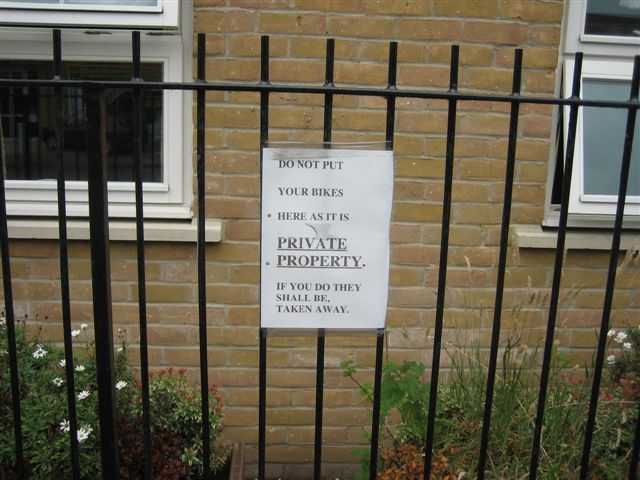 DO NOT PUT
YOUR BIKES
• HERE AS IT IS
PRIVATE
• PROPERTY.
IF YOU DO THEY
SHALL BE,
TAKEN AWAY.